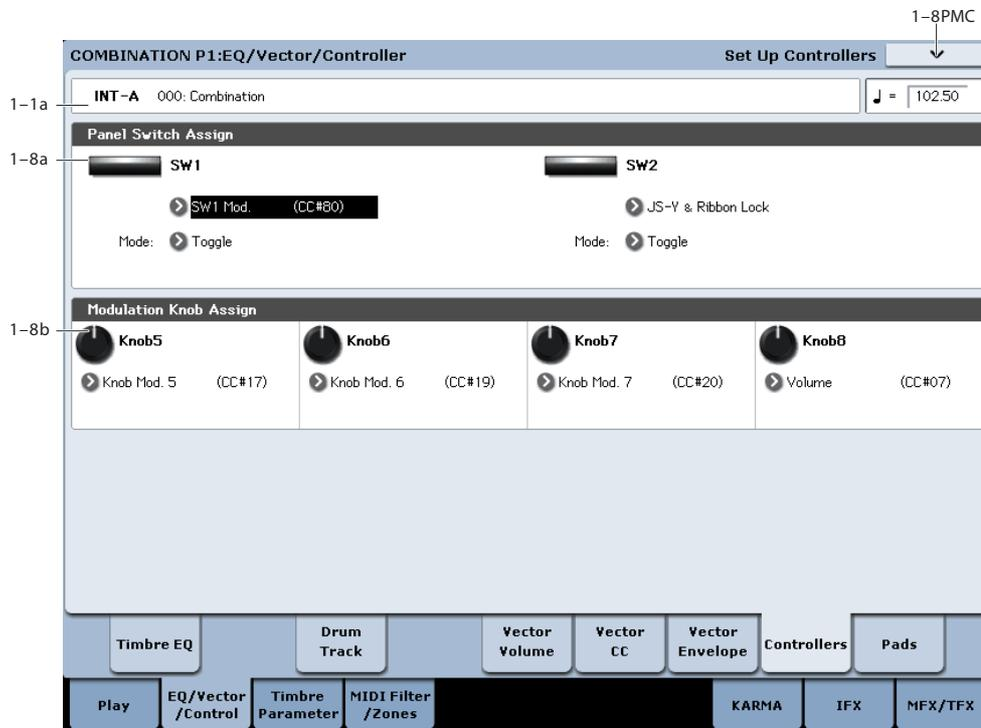 1–8PMC
COMBINATION P1:EQ/Vector/Controller
Set Up Controllers
1–1a
INT-A 000: Combination
♩ = 102.50
Panel Switch Assign
1–8a
SW1
SW2
SW1 Mod. (CC#80)
JS-Y & Ribbon Lock
Mode: Toggle
Mode: Toggle
Modulation Knob Assign
1–8b
Knob5
Knob6
Knob7
Knob8
Knob Mod. 5 (CC#17)
Knob Mod. 6 (CC#19)
Knob Mod. 7 (CC#20)
Volume (CC#07)
Timbre EQ
Drum
Track
Vector
Volume
Vector
CC
Vector
Envelope
Controllers
Pads
Play
EQ/Vector
/Control
Timbre
Parameter
MIDI Filter
/Zones
KARMA
IFX
MFX/TFX